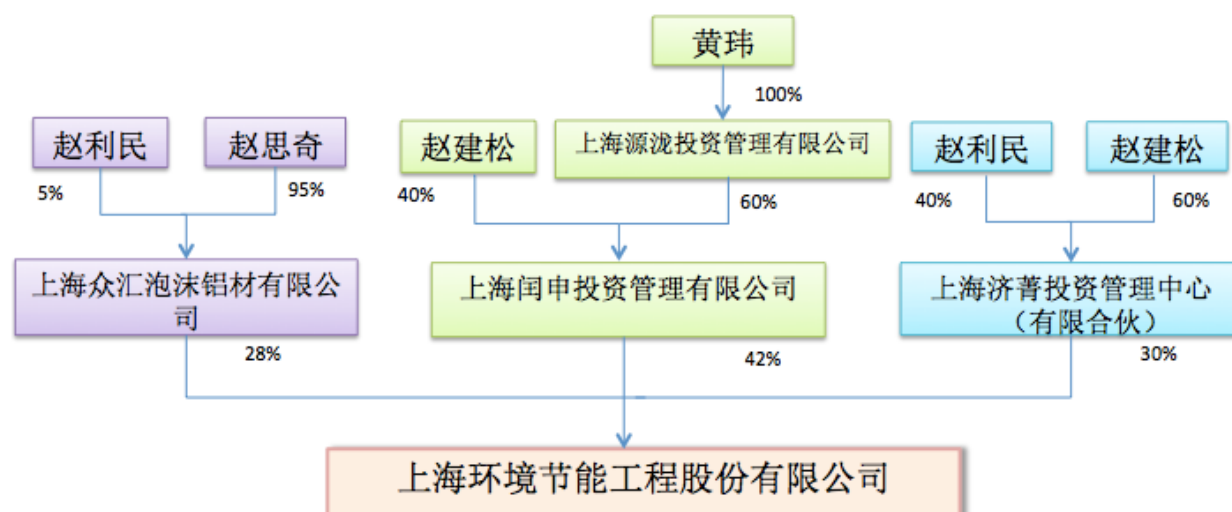 黄玮
100%
赵利民
赵思奇
赵建松
上海源泷投资管理有限公司
赵利民
赵建松
5%
95%
40%
60%
40%
60%
上海众汇泡沫铝材有限公
司
上海闰申投资管理有限公司
上海济菁投资管理中心
（有限合伙）
28%
42%
30%
上海环境节能工程股份有限公司